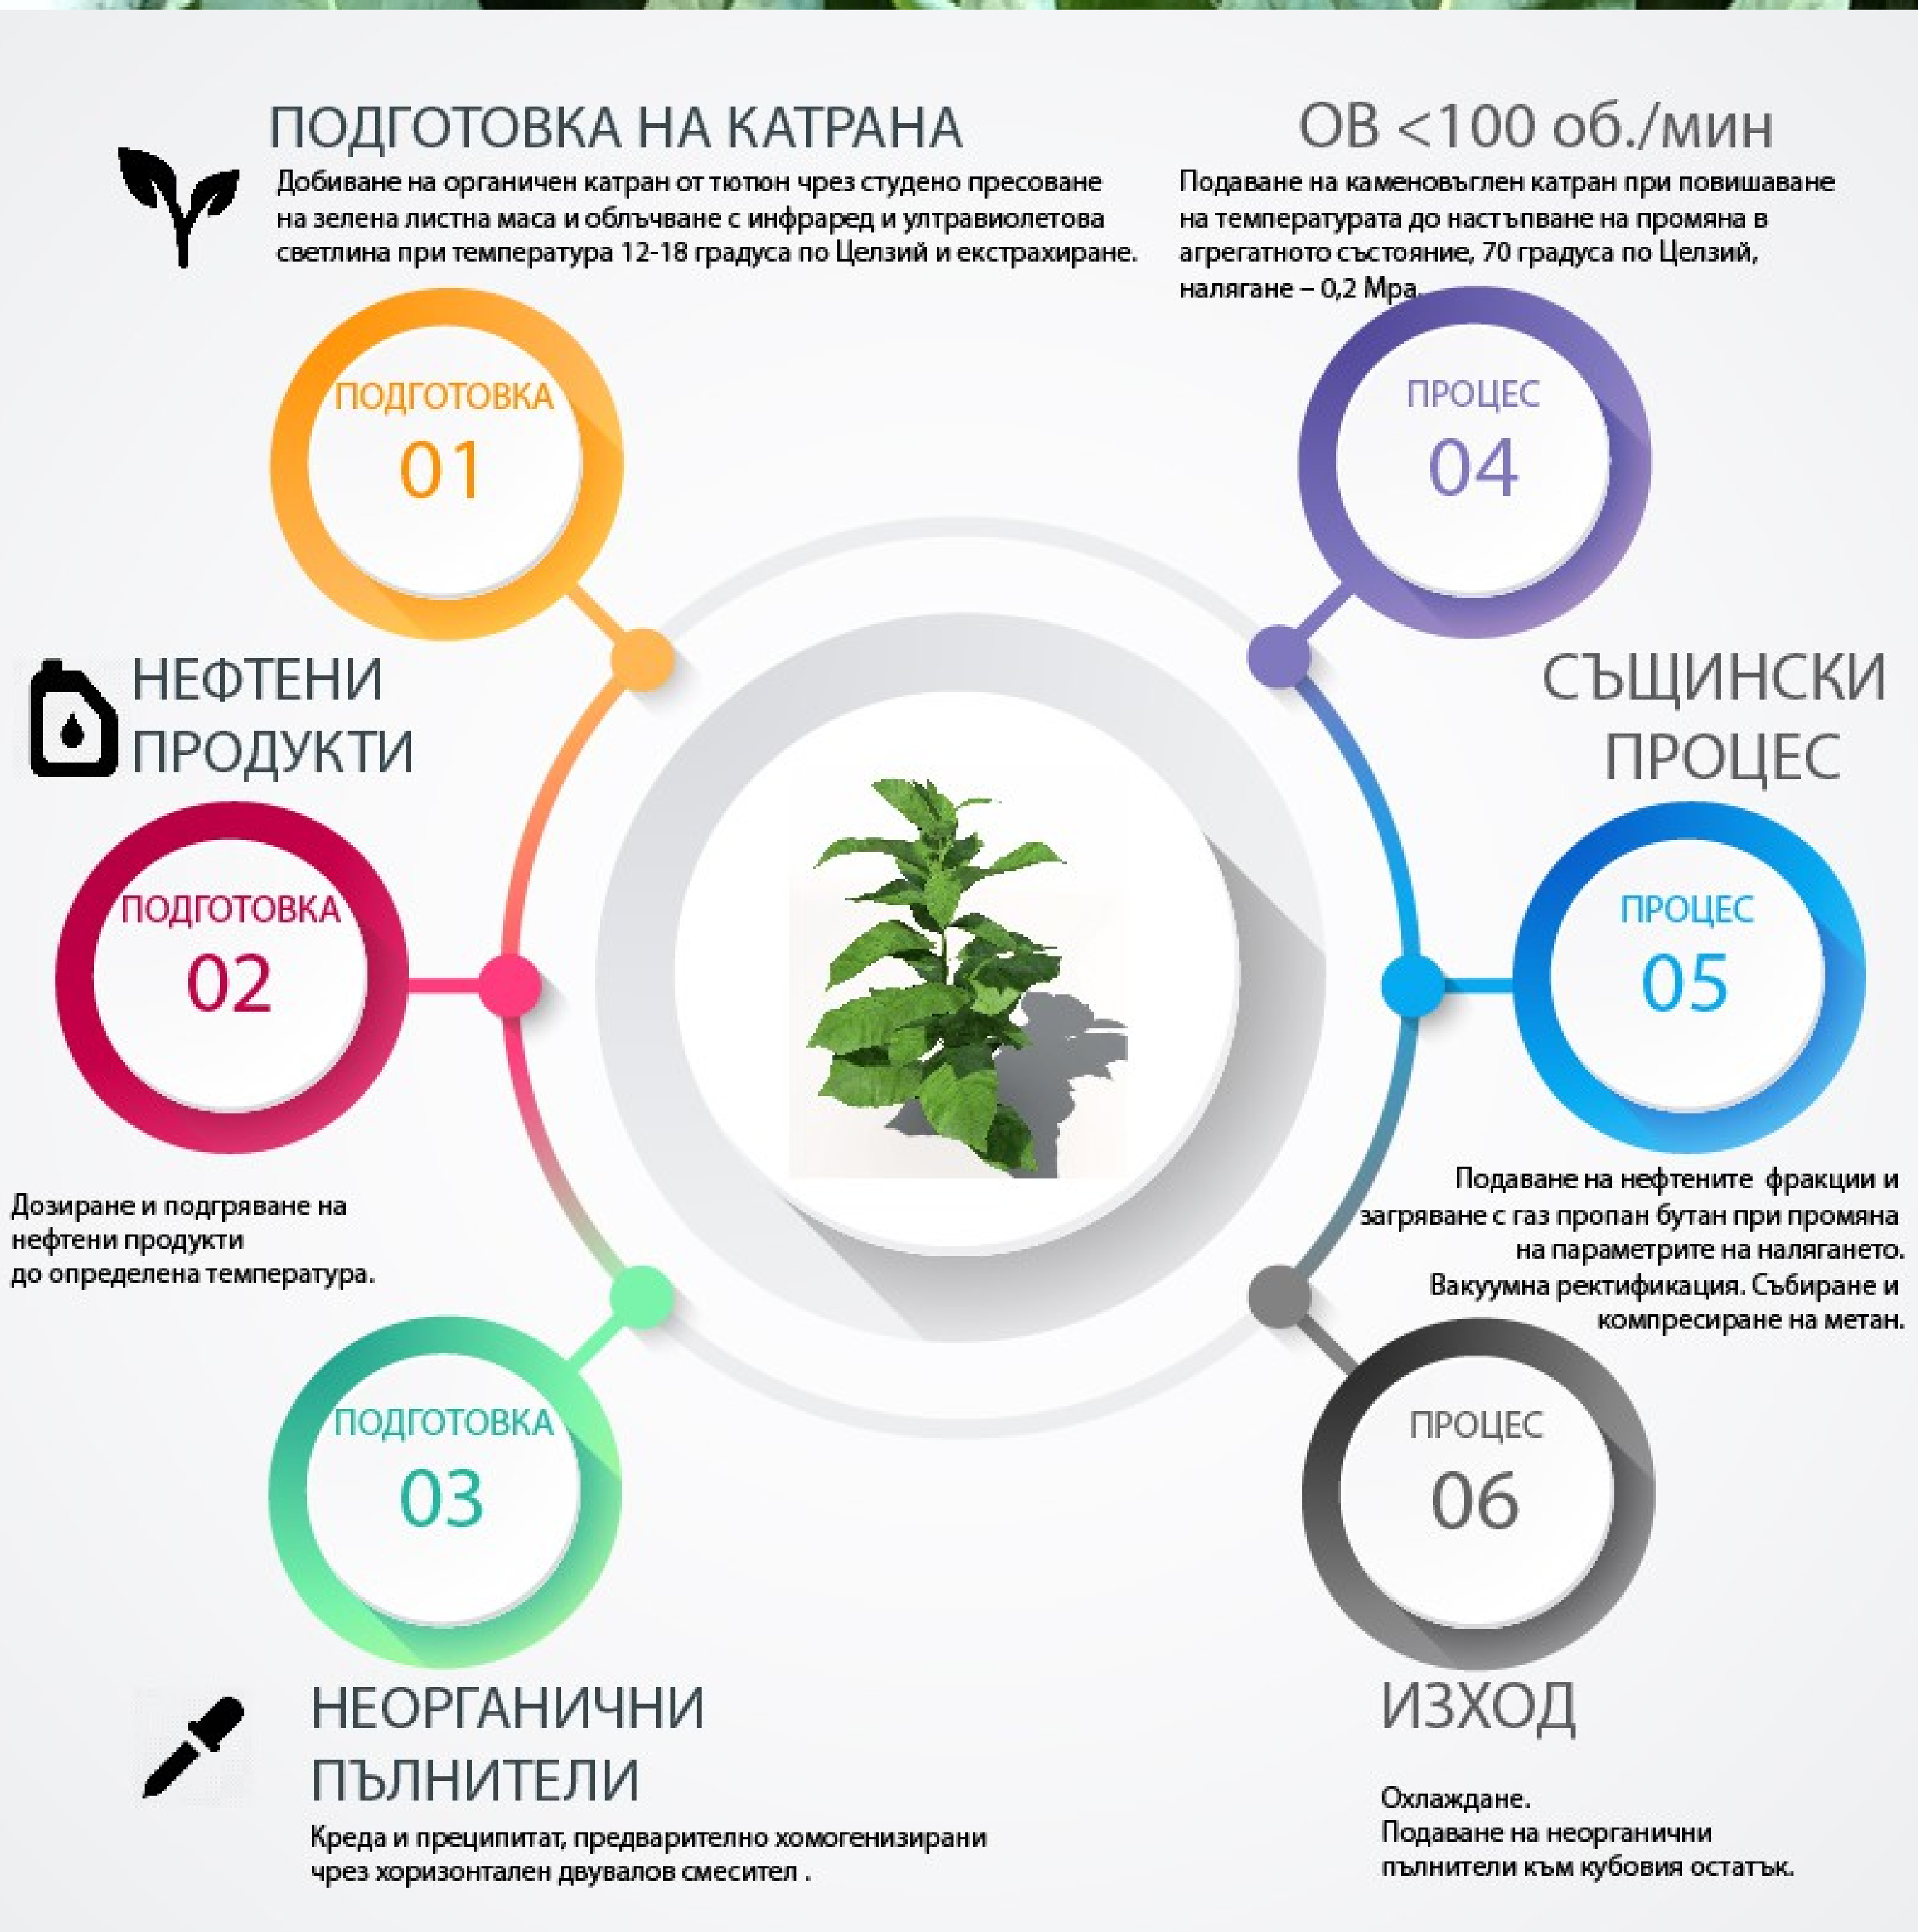 ПОДГОТОВКА НА КАТРАНА
Добиване на органичен катран от тютюн чрез студено пресоване
на зелена листна маса и облъчване с инфраред и ултравиолетова
светлина при температура 12-18 градуса по Целзий и екстрахиране.
ПОДГОТОВКА
01
НЕФТЕНИ
ПРОДУКТИ
ПОДГОТОВКА
02
Дозиране и подгряване на
нефтени продукти
до определена температура.
ПОДГОТОВКА
03
НЕОРГАНИЧНИ
ПЪЛНИТЕЛИ
Креда и преципитат, предварително хомогенизирани
чрез хоризонтален двувалов смесител .
ОВ <100 об./мин
Подаване на каменовъглен катран при повишаване
на температурата до настъпване на промяна в
агрегатното състояние, 70 градуса по Целзий,
налягане – 0,2 Мра.
ПРОЦЕС
04
СЪЩИНСКИ
ПРОЦЕС
ПРОЦЕС
05
Подаване на нефтените  фракции и
загряване с газ пропан бутан при промяна
на параметрите на налягането.
Вакуумна ректификация. Събиране и
компресиране на метан.
ПРОЦЕС
06
ИЗХОД
Охлаждане.
Подаване на неорганични
пълнители към кубовия остатък.